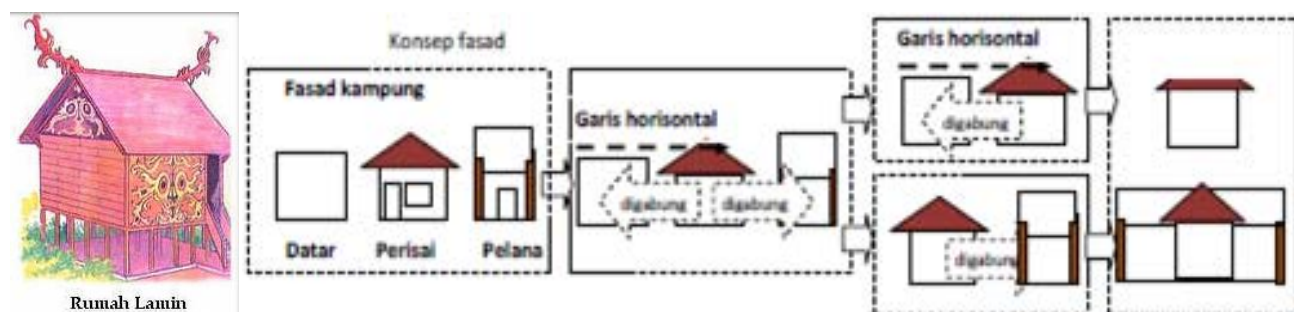 Rumah Lamin
Konsep fasad
Fasad kampung
Datar
Perisai
Pelana
Garis horisontal
digabung
digabung
Garis horisontal
digabung
digabung